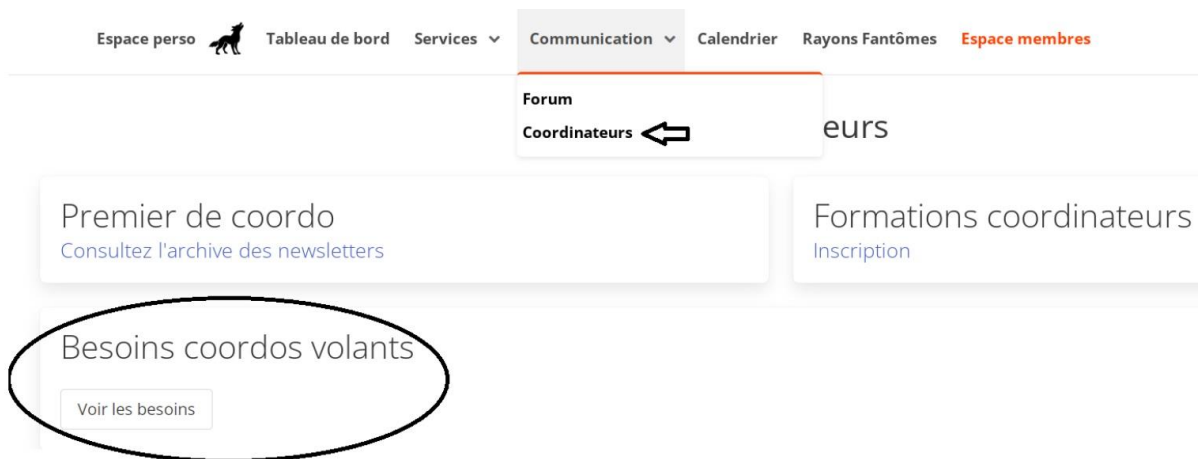 Espace perso Tableau de bord Services Communication Calendrier Rayons Fantômes Espace membres
Forum
Coordinateurs
eurs
Premier de coordo
Consultez l'archive des newsletters
Formations coordinateurs
Inscription
Besoins coordos volants
Voir les besoins